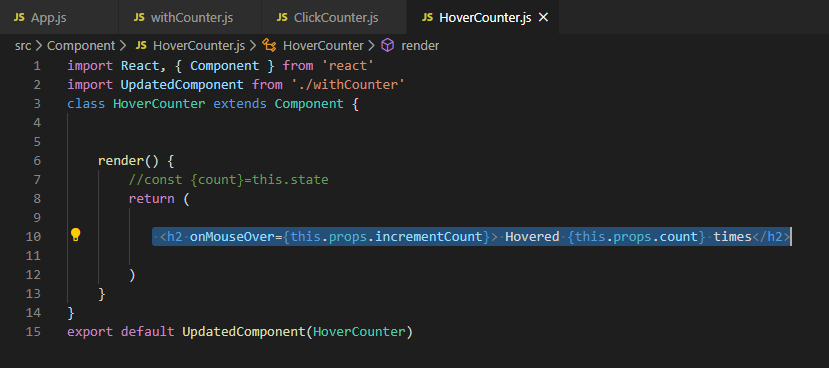 JS App.js JS withCounter.js JS ClickCounter.js JS HoverCounter.js ×
src > Component > JS HoverCounter.js > HoverCounter > render
1 import React, { Component } from 'react'
2 import UpdatedComponent from './withCounter'
3 class HoverCounter extends Component {
4
5
6 render() {
7 //const {count}=this.state
8 return (
9
10 <h2 onMouseOver={this.props.incrementCount}> Hovered {this.props.count} times</h2>
11
12 )
13 }
14 }
15 export default UpdatedComponent(HoverCounter)